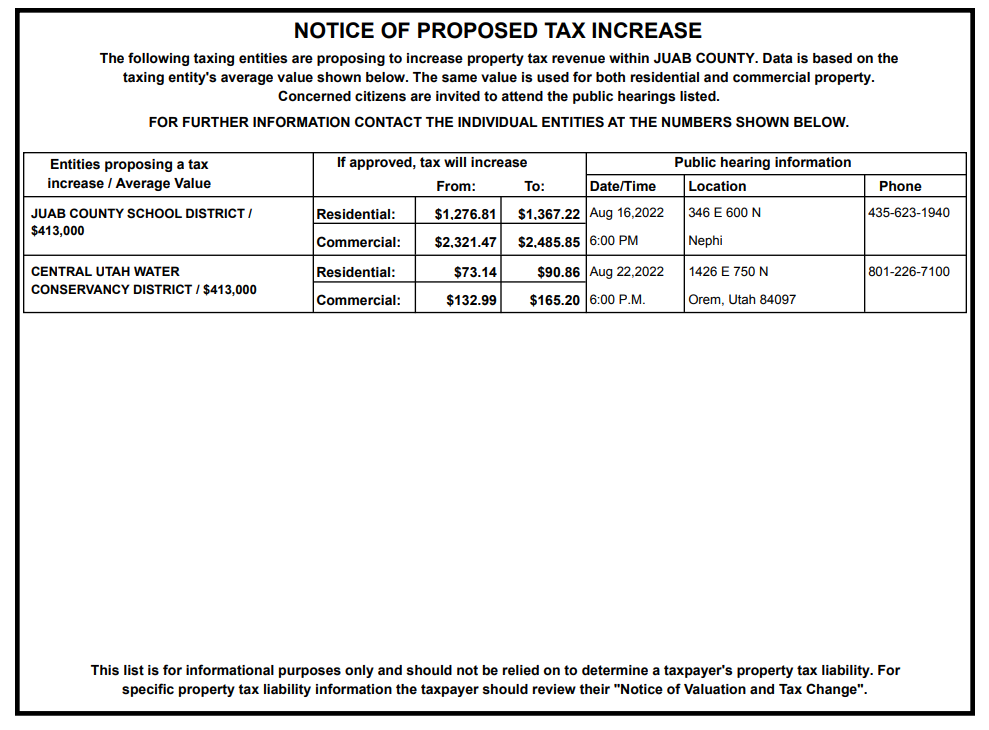 NOTICE OF PROPOSED TAX INCREASE
The following taxing entities are proposing to increase property tax revenue within JUAB COUNTY. Data is based on the
taxing entity's average value shown below. The same value is used for both residential and commercial property.
Concerned citizens are invited to attend the public hearings listed.
FOR FURTHER INFORMATION CONTACT THE INDIVIDUAL ENTITIES AT THE NUMBERS SHOWN BELOW.
Entities proposing a tax
increase / Average Value
If approved, tax will increase
From: To:
Public hearing information
Date/Time Location Phone
JUAB COUNTY SCHOOL DISTRICT /
$413,000
Residential: $1,276.81 $1,367.22 Aug 16,2022 346 E 600 N 435-623-1940
Commercial: $2,321.47 $2,485.85 6:00 PM Nephi
CENTRAL UTAH WATER
CONSERVANCY DISTRICT / $413,000
Residential: $73.14 $90.86 Aug 22,2022 1426 E 750 N 801-226-7100
Commercial: $132.99 $165.20 6:00 P.M. Orem, Utah 84097
This list is for informational purposes only and should not be relied on to determine a taxpayer's property tax liability. For
specific property tax liability information the taxpayer should review their "Notice of Valuation and Tax Change".